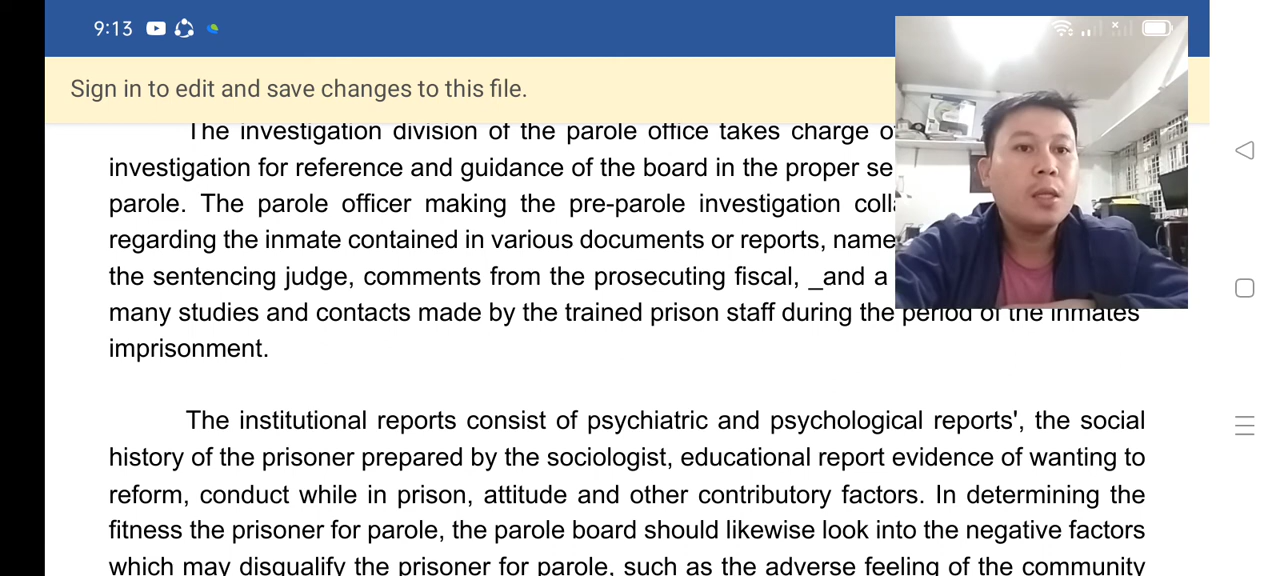 9:13
Sign in to edit and save changes to this file.
The investigation division of the parole office takes charge
investigation for reference and guidance of the board in the proper
parole. The parole officer making the pre-parole investigation
regarding the inmate contained in various documents or reports,
the sentencing judge, comments from the prosecuting fiscal, _and a
many studies and contacts made by the trained prison staff during the period of the inmates'
imprisonment.
The institutional reports consist of psychiatric and psychological reports', the social
history of the prisoner prepared by the sociologist, educational report evidence of wanting to
reform, conduct while in prison, attitude and other contributory factors. In determining the
fitness the prisoner for parole, the parole board should likewise look into the negative factors
which may disqualify the prisoner for parole, such as the adverse feeling of the community